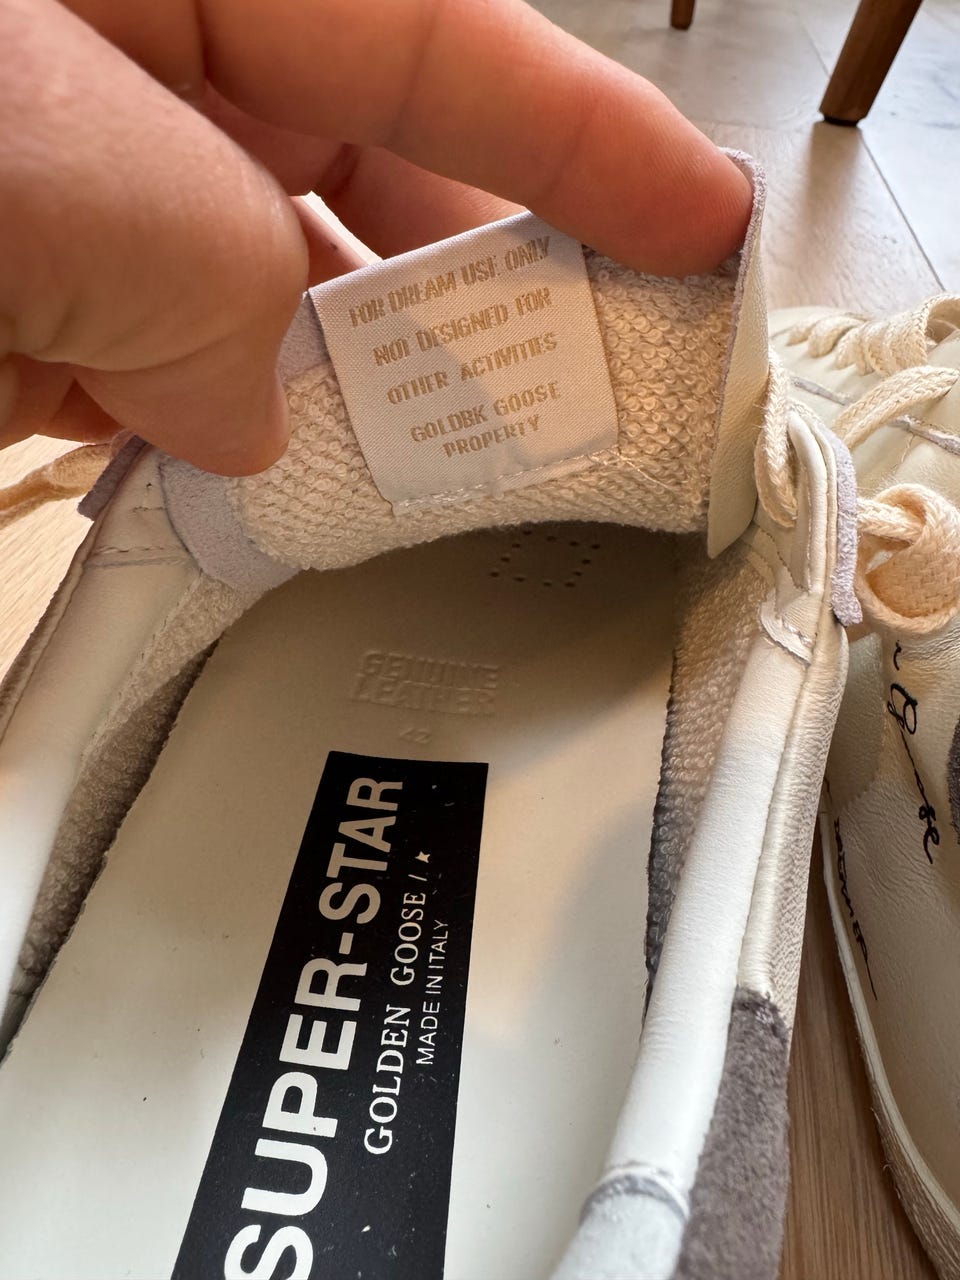 FOR DREAM USE ONLY
NOT DESIGNED FOR
OTHER ACTIVITIES
GOLDBK GOOSE
PROPERTY
GENUINE
LEATHER
42
SUPER-STAR
GOLDEN GOOSE / ★
MADE IN ITALY